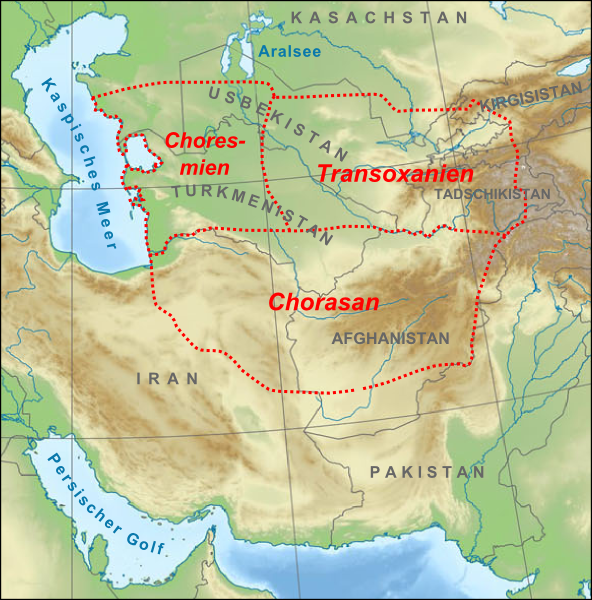 KASACHSTAN
Aralsee
Kaspisches Meer
USBEKISTAN
KIRGISISTAN
Chores-
mien
Transoxanien
TURKMENISTAN
TADSCHIKISTAN
Chorasan
AFGHANISTAN
IRAN
Persischer Golf
PAKISTAN